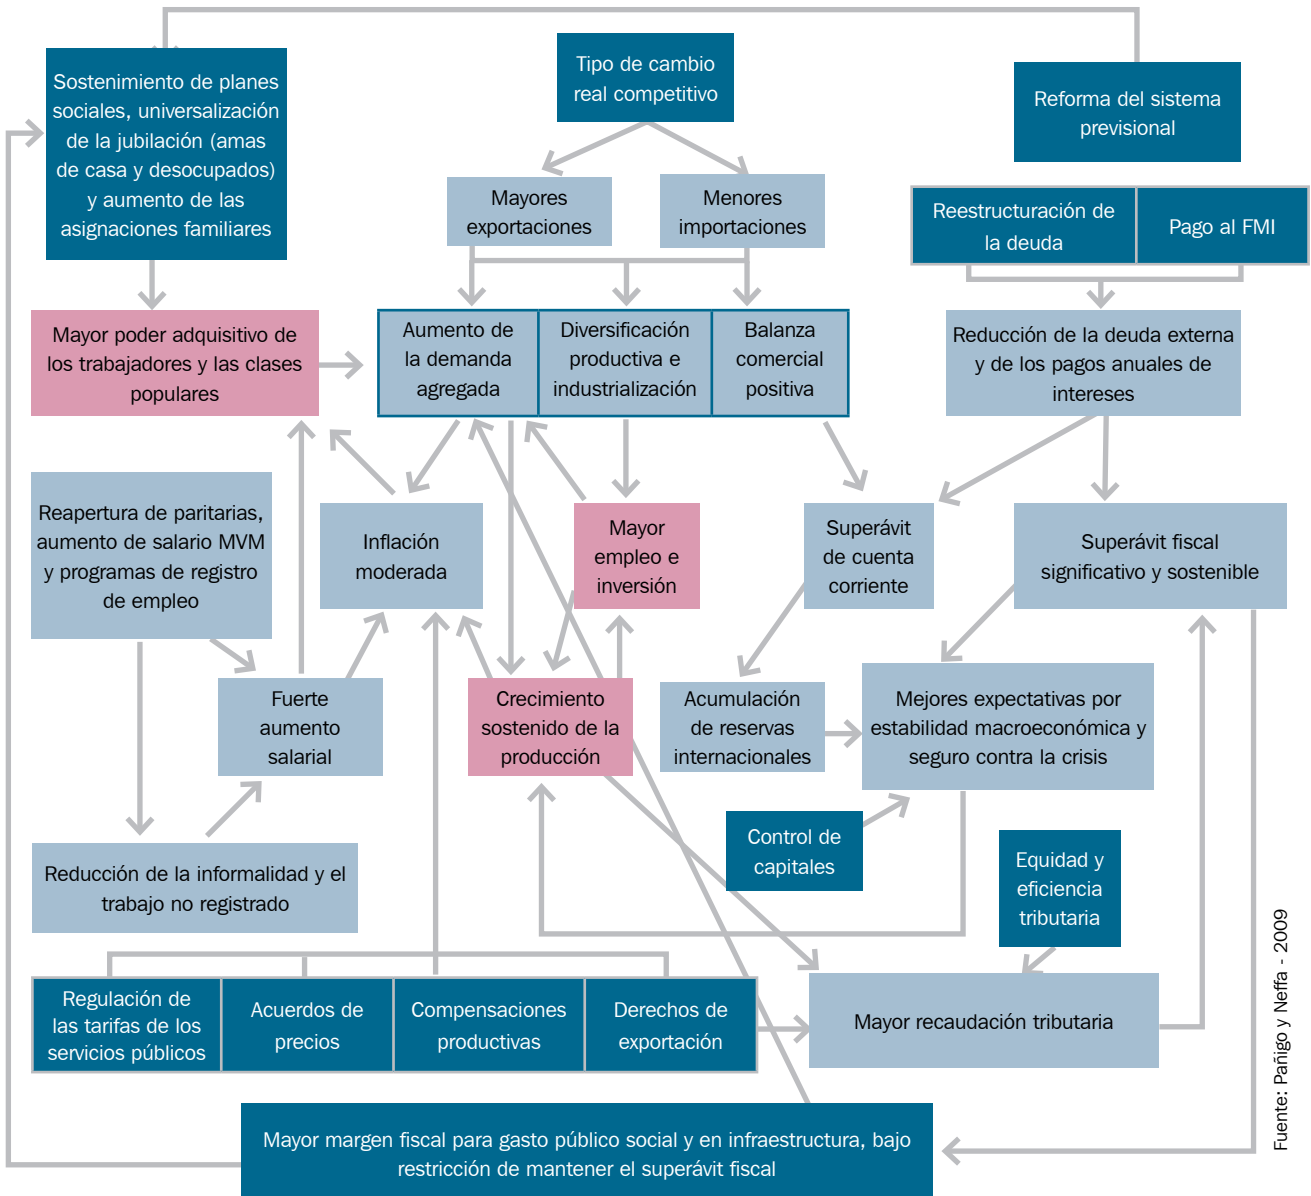 Sostenimiento de planes
sociales, universalización
de la jubilación (amas
de casa y desocupados)
y aumento de las
asignaciones familiares
Tipo de cambio
real competitivo
Reforma del sistema
previsional
Mayores
exportaciones
Menores
importaciones
Reestructuración de
la deuda
Pago al FMI
Mayor poder adquisitivo de
los trabajadores y las clases
populares
Aumento de
la demanda
agregada
Diversificación
productiva e
industrialización
Balanza
comercial
positiva
Reducción de la deuda externa
y de los pagos anuales de
intereses
Reapertura de paritarias,
aumento de salario MVM
y programas de registro
de empleo
Inflación
moderada
Mayor
empleo e
inversión
Superávit
de cuenta
corriente
Superávit fiscal
significativo y sostenible
Fuerte
aumento
salarial
Crecimiento
sostenido de la
producción
Acumulación
de reservas
internacionales
Mejores expectativas por
estabilidad macroeconómica y
seguro contra la crisis
Control de
capitales
Equidad y
eficiencia
tributaria
Reducción de la informalidad y el
trabajo no registrado
Regulación de
las tarifas de los
servicios públicos
Acuerdos de
precios
Compensaciones
productivas
Derechos de
exportación
Mayor recaudación tributaria
Mayor margen fiscal para gasto público social y en infraestructura, bajo
restricción de mantener el superávit fiscal
Fuente: Pañigo y Neffa - 2009